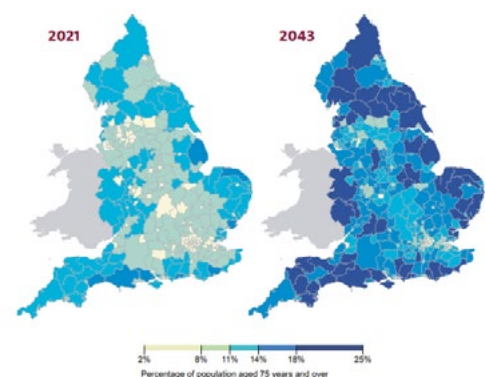 2021
2043
2% 8% 11% 14% 18% 25%
Percentage of population aged 75 years and over